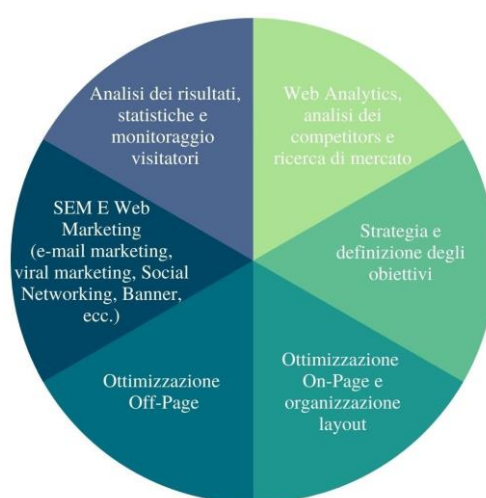 Analisi dei risultati,
statistiche e
monitoraggio
visitatori
Web Analytics,
analisi dei
competitors e
ricerca di mercato
SEM E Web
Marketing
(e-mail marketing,
viral marketing, Social
Networking, Banner,
ecc.)
Strategia e
definizione degli
obiettivi
Ottimizzazione
Off-Page
Ottimizzazione
On-Page e
organizzazione
layout